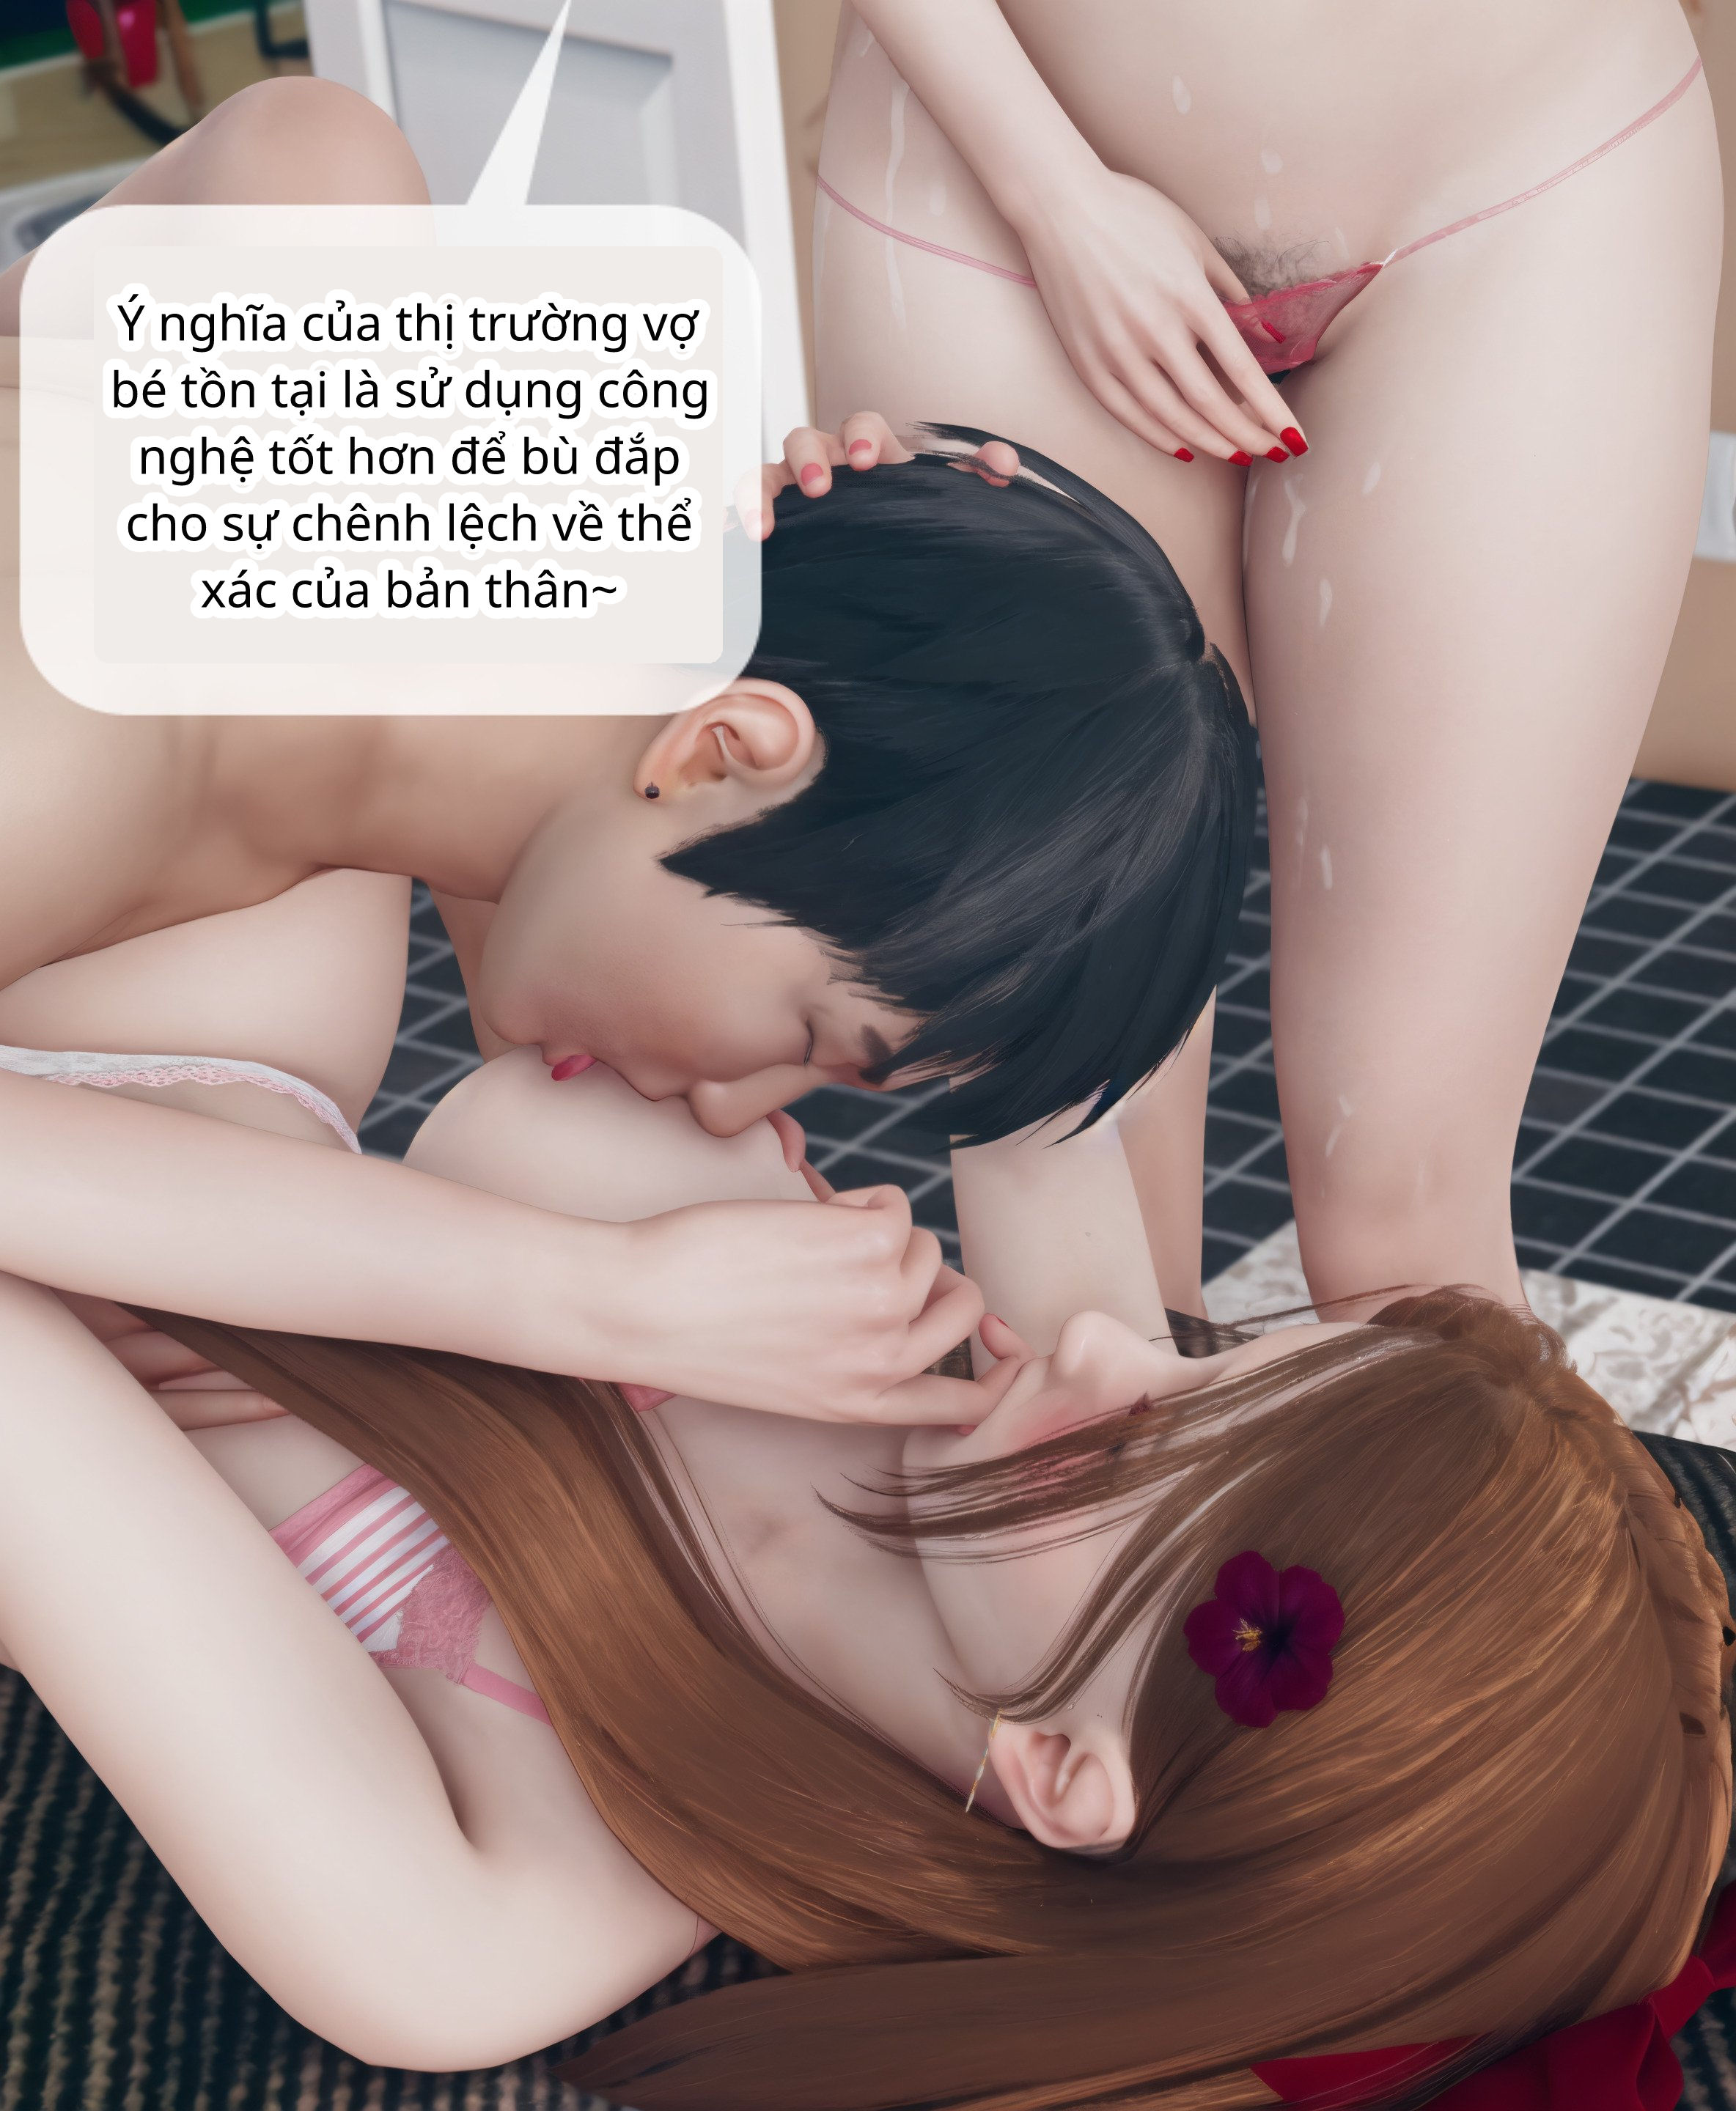 Ý nghĩa của thị trường vợ
bé tồn tại là sử dụng công
nghệ tốt hơn để bù đắp
cho sự chênh lệch về thể
xác của bản thân~